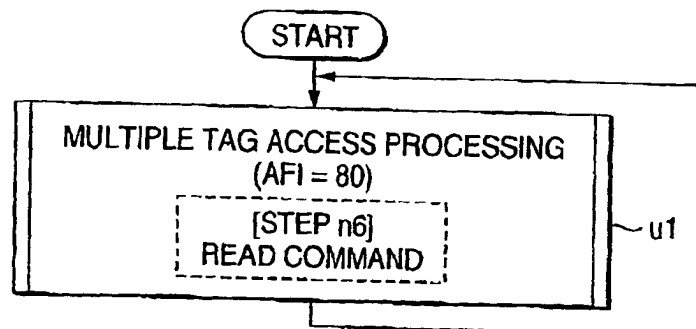 START
MULTIPLE TAG ACCESS PROCESSING
(AFI = 80)
[STEP n6]
READ COMMAND
u1